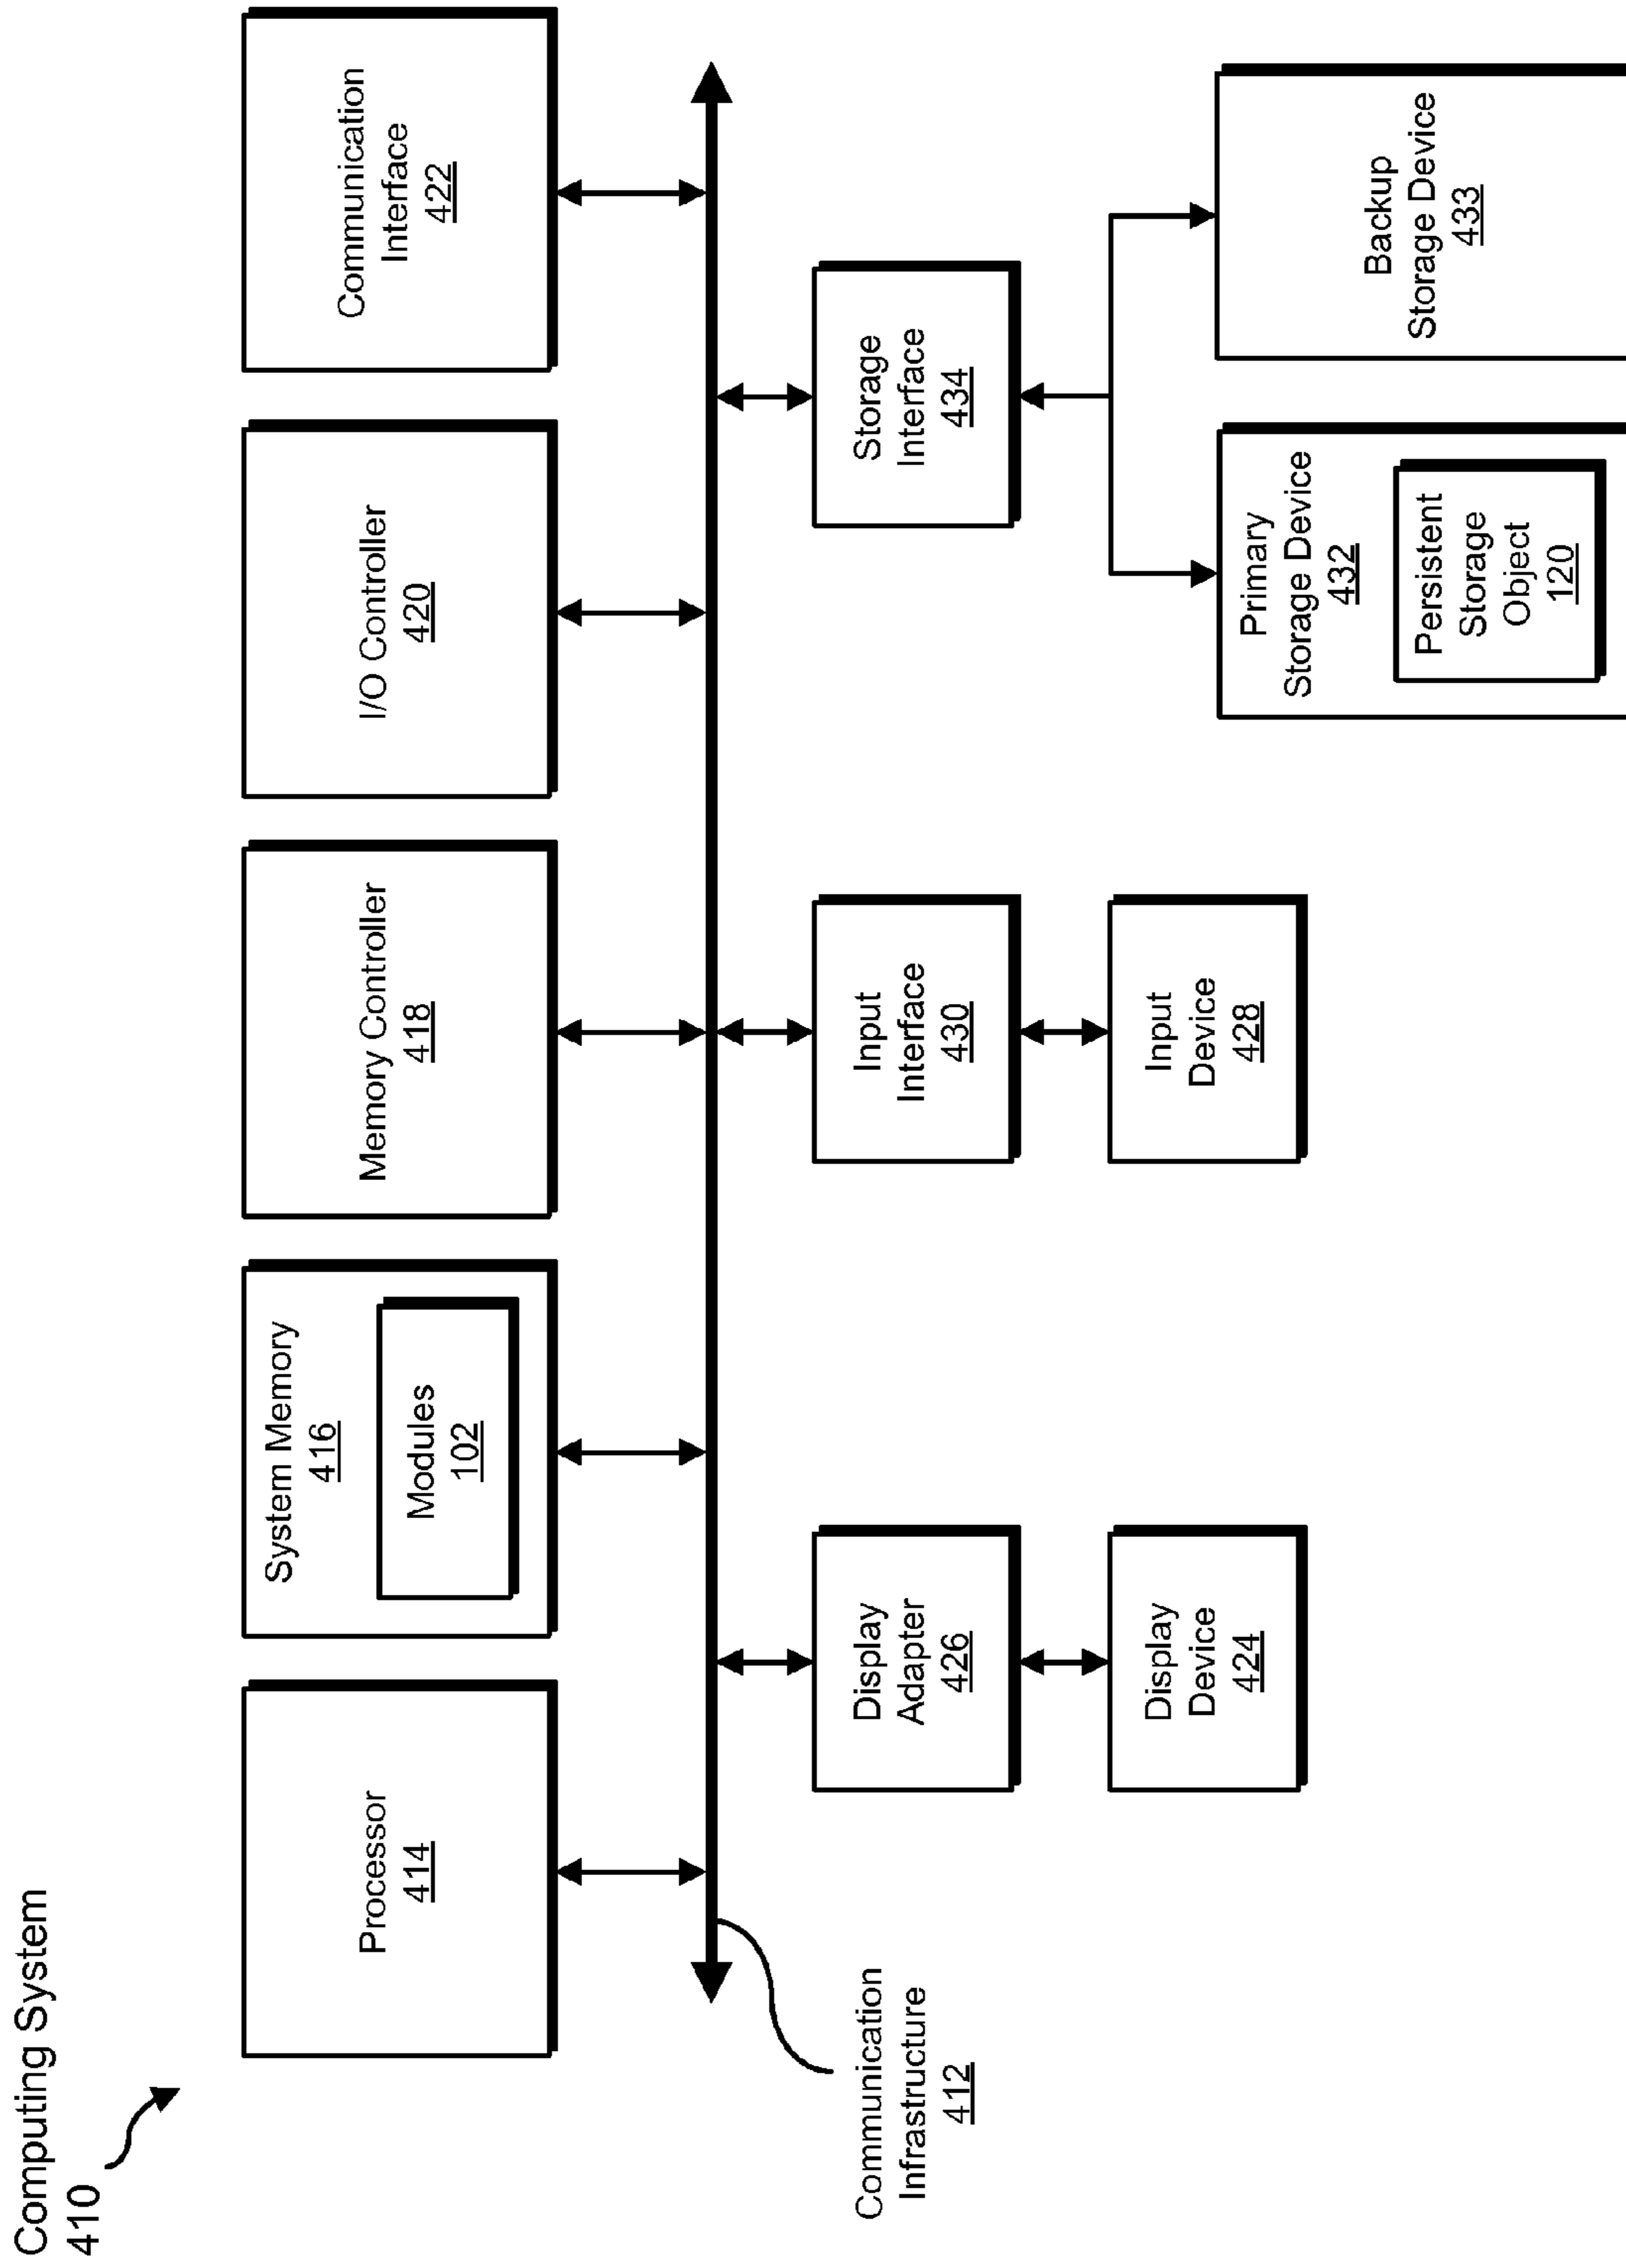 Computing System
410
Processor
414
System Memory
416
Modules
102
Memory Controller
418
I/O Controller
420
Communication
Interface
422
Communication
Infrastructure
412
Display
Adapter
426
Input
Interface
430
Storage
Interface
434
Display
Device
424
Input
Device
428
Primary
Storage Device
432
Persistent
Storage
Object
120
Backup
Storage Device
433